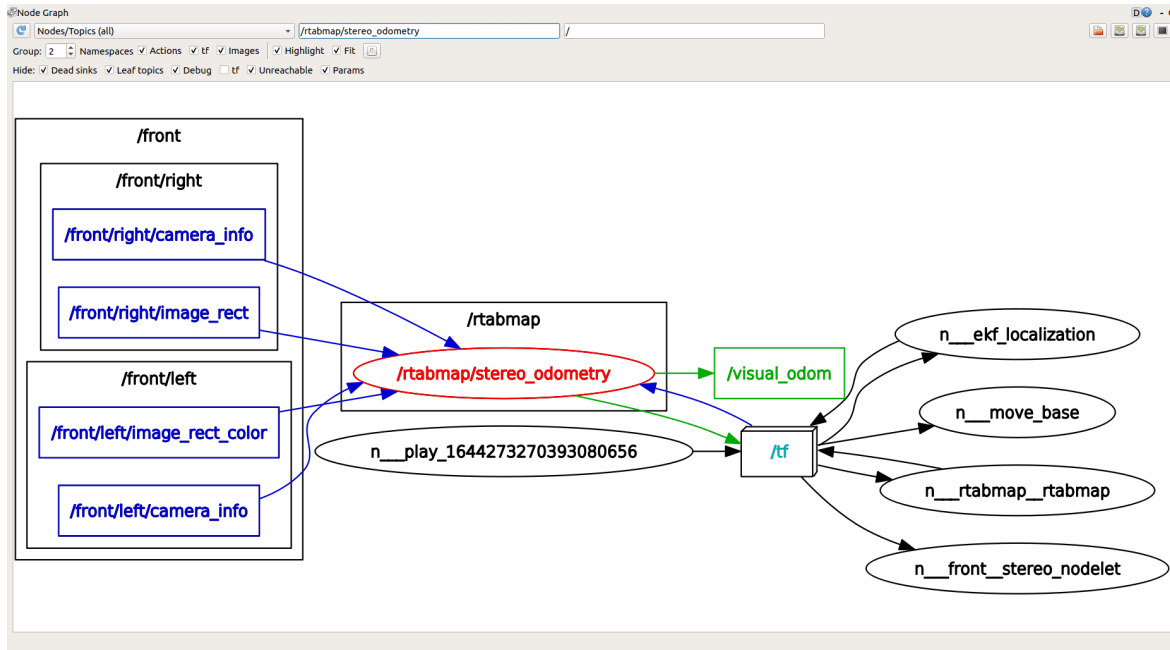 Node Graph
D
Nodes/Topics (all)
/rtabmap/stereo_odometry
/
Group: 2 Namespaces Actions tf Images Highlight Fit
Hide: Dead sinks Leaf topics Debug tf Unreachable Params
/front
/front/right
/front/right/camera_info
/front/right/image_rect
/front/left
/front/left/image_rect_color
/front/left/camera_info
/rtabmap
/rtabmap/stereo_odometry
n___play_1644273270393080656
/visual_odom
/tf
n___ekf_localization
n___move_base
n___rtabmap__rtabmap
n___front__stereo_nodelet